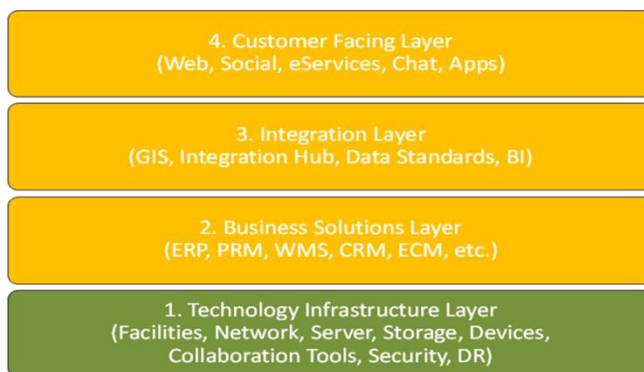 4. Customer Facing Layer
(Web, Social, eServices, Chat, Apps)
3. Integration Layer
(GIS, Integration Hub, Data Standards, BI)
2. Business Solutions Layer
(ERP, PRM, WMS, CRM, ECM, etc.)
1. Technology Infrastructure Layer
(Facilities, Network, Server, Storage, Devices,
Collaboration Tools, Security, DR)